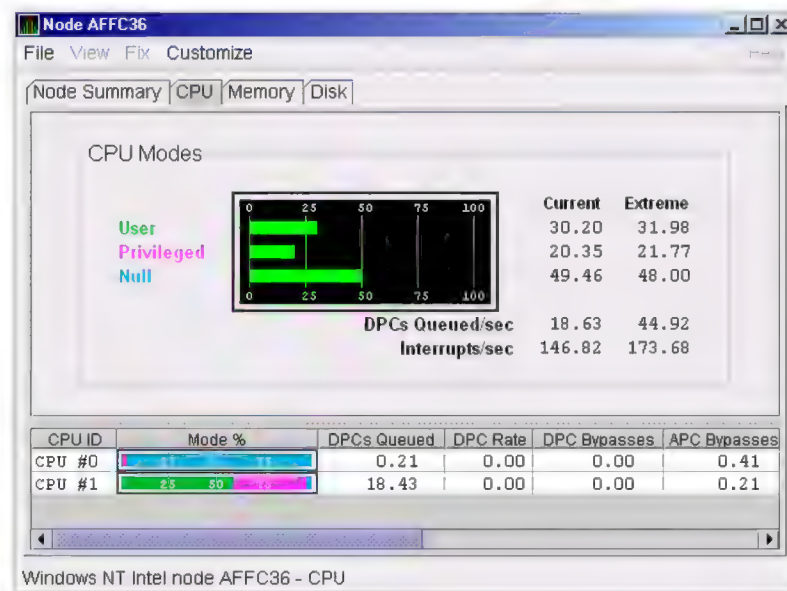 Node AFFC36
File View Fix Customize
Node Summary CPU Memory Disk
CPU Modes
0 25 50 75 100
Current Extreme
User 30.20 31.98
Privileged 20.35 21.77
Null 49.46 48.00
0 25 50 75 100
DPCs Queued/sec 18.63 44.92
Interrupts/sec 146.82 173.68
CPU ID Mode % DPCs Queued DPC Rate DPC Bypasses APC Bypasses
CPU #0 0.21 0.00 0.00 0.41
CPU #1 25 50 18.43 0.00 0.00 0.21
Windows NT Intel node AFFC36 - CPU